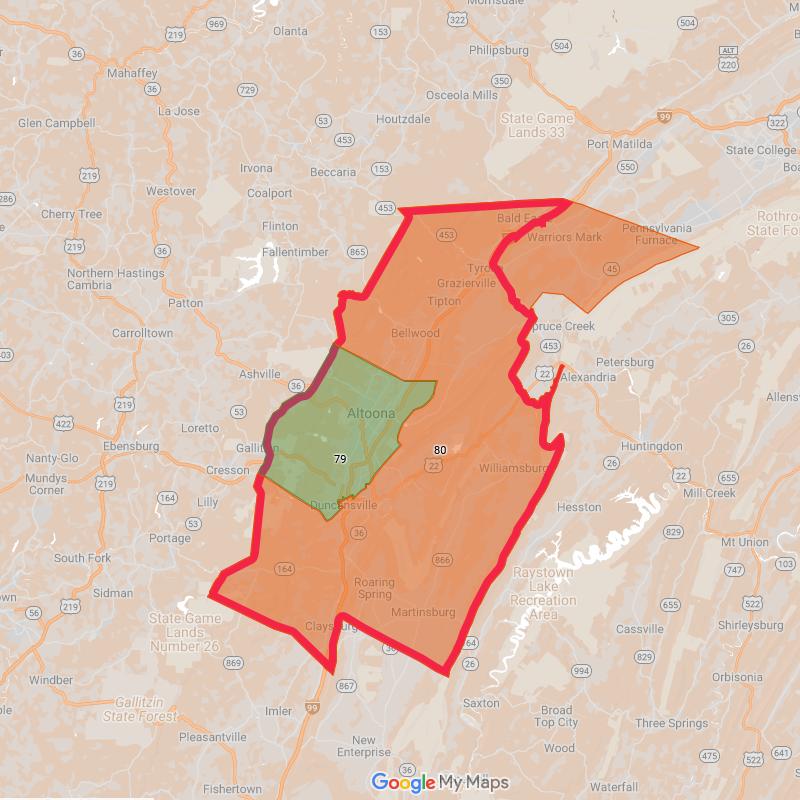 Morrisdale
Olanta
322
504
969
153
504
219
Philipsburg
ALT
220
36
Mahaffey
36
350
729
Osceola Mills
La Jose
State Game
Lands 33
99
Glen Campbell
53
Houtzdale
322
453
Port Matilda
State College
550
219
Irvona
Beccaria
153
Westover
Coalport
286
Cherry Tree
453
Flinton
Bald Eagle
Pennsylvania
Furnace
453
Warriors Mark
219
36
Fallentimber
865
Tyrone
45
Northern Hastings
Cambria
Grazierville
Tipton
Patton
305
Spruce Creek
Carrolltown
Bellwood
453
26
403
Petersburg
Ashville
22
Alexandria
36
219
53
Altoona
422
Loretto
Ebensburg
Gallitzin
80
Huntingdon
Nanty-Glo
79
22
26
Mundys
Corner
Cresson
Williamsburg
22
655
164
Lilly
Mill Creek
53
Duncansville
Hesston
Portage
36
829
Mt Union
South Fork
866
103
164
747
Raystown
Lake
Recreation
Area
Sidman
Roaring
Spring
219
655
522
56
State Game
Lands
Number 26
Martinsburg
Claysburg
Cassville
Shirleysburg
869
36
26
829
Windber
867
994
Orbisonia
Gallitzin
State Forest
99
Imler
Saxton
Broad
Top City
Three Springs
Pleasantville
New
Enterprise
Wood
475
522
641
36
Fishertown
Google My Maps
Waterfall